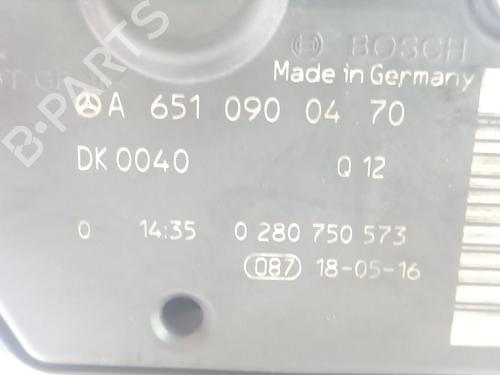 BOSCH
Made in Germany
A 651 090 04 70
DK 0040 Q 12
0 14:35 0 280 750 573
087 18-05-16
B-PARTS